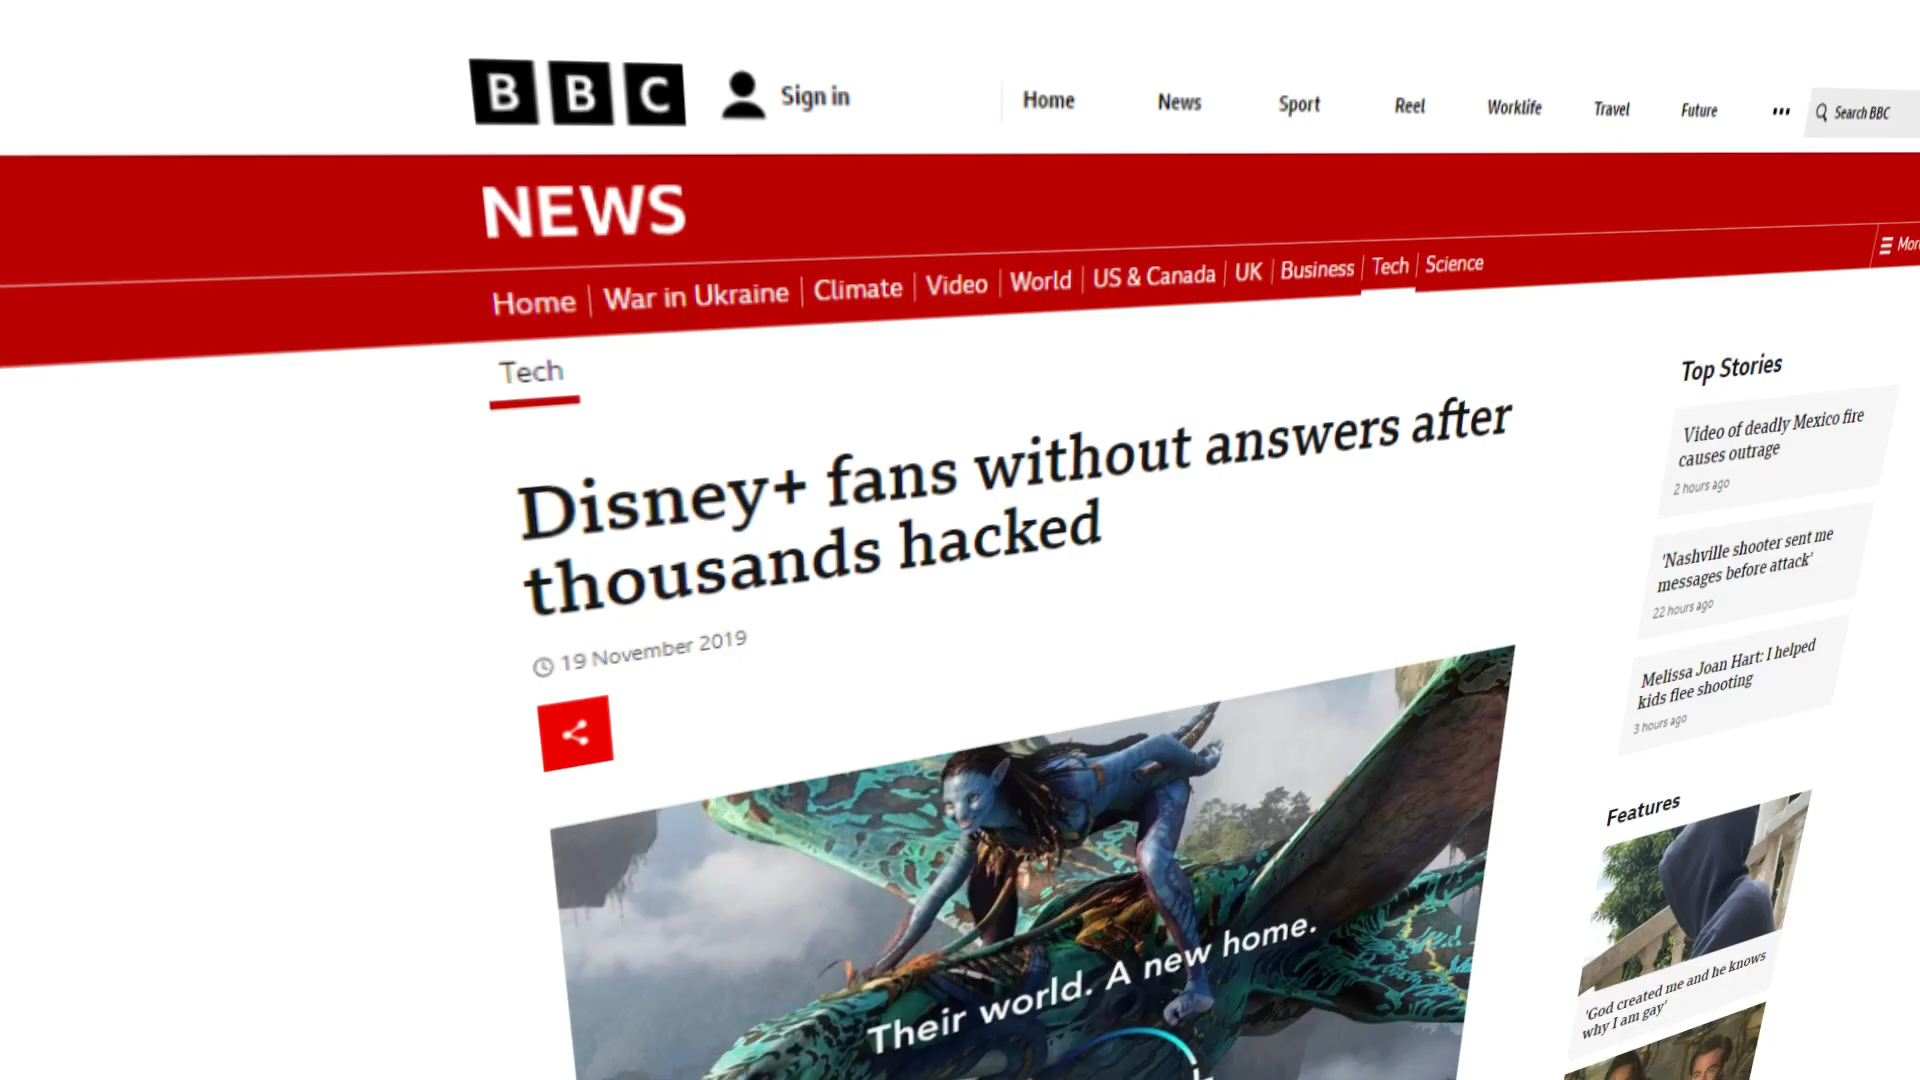 BBC
Sign in
Home
News
Sport
Reel
Worklife
Travel
Future
Search BBC
NEWS
Home
War in Ukraine
Climate
Video
World
US & Canada
UK
Business
Tech
Science
Tech
Disney+ fans without answers after
thousands hacked
19 November 2019
Their world. A new home.
Top Stories
Video of deadly Mexico fire
causes outrage
2 hours ago
'Nashville shooter sent me
messages before attack'
22 hours ago
Melissa Joan Hart: I helped
kids flee shooting
3 hours ago
Features
'God created me and he knows
why I am gay'